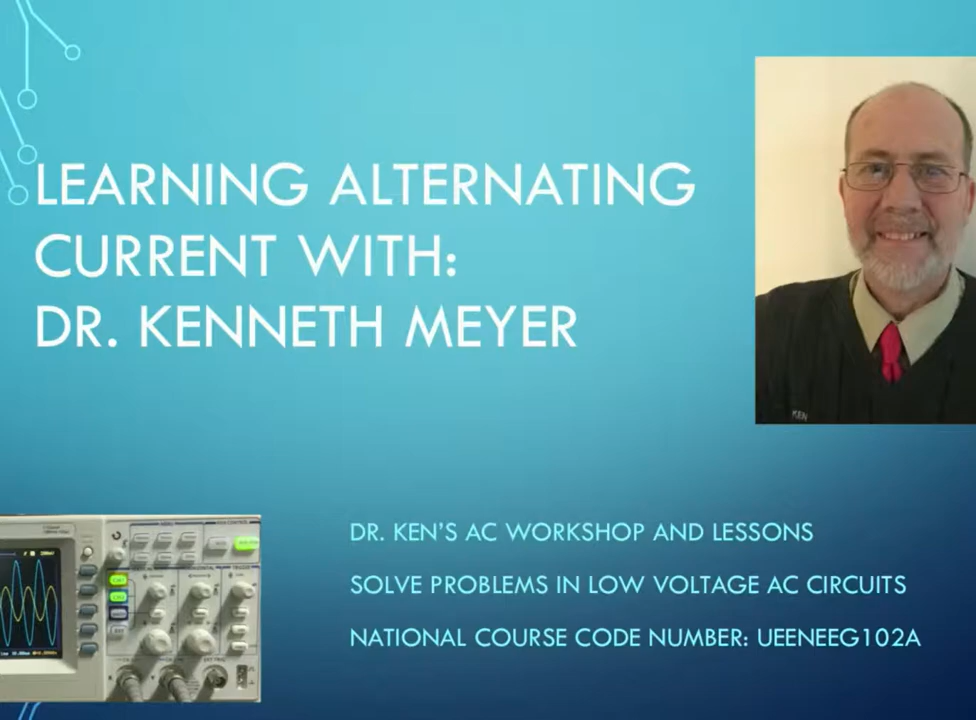 LEARNING ALTERNATING
CURRENT WITH:
DR. KENNETH MEYER
KEN
DR. KEN'S AC WORKSHOP AND LESSONS
SOLVE PROBLEMS IN LOW VOLTAGE AC CIRCUITS
NATIONAL COURSE CODE NUMBER: UEENEEG102A